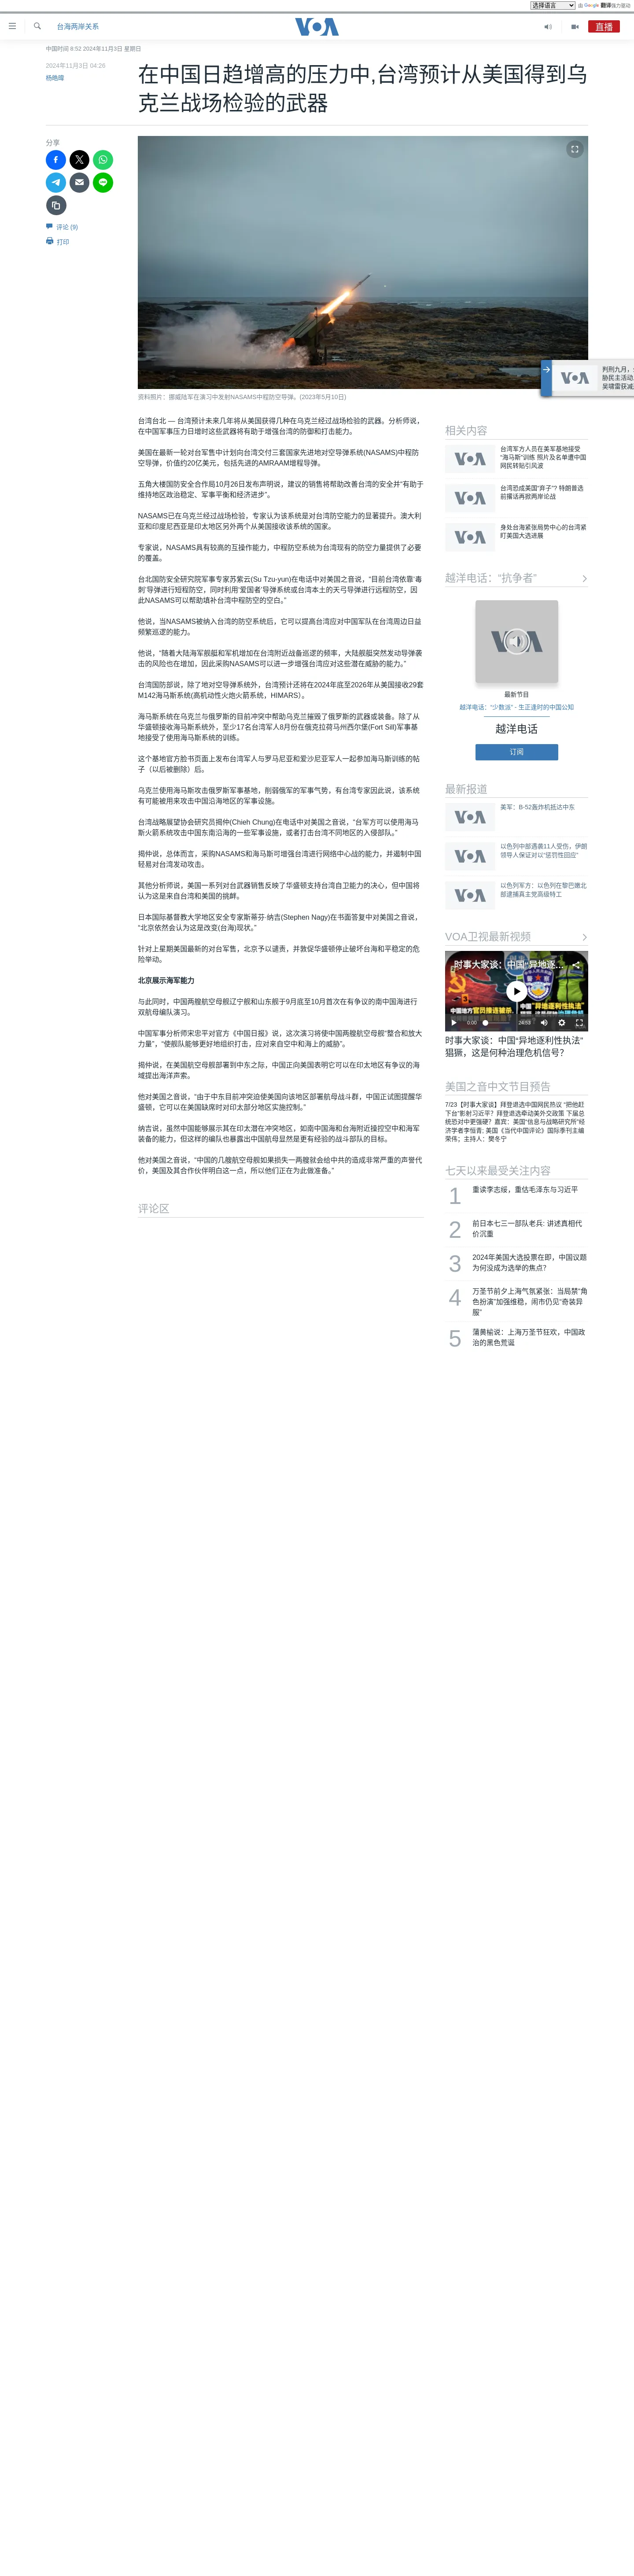 选择语言 由 Google 翻译强力驱动
台海两岸关系
VOA
直播
中国时间 8:52 2024年11月3日 星期日
2024年11月3日 04:25
杨皓暐
在中国日趋增高的压力中,台湾预计从美国得到乌
克兰战场检验的武器
分享
评论 (9)
打印
资料照片：挪威陆军在演习中发射NASAMS中程防空导弹。(2023年5月10日)
台湾台北 — 台湾预计未来几年将从美国获得几种在乌克兰经过战场检验的武器。分析师说，
在中国军事压力日增时这些武器将有助于增强台湾的防御和打击能力。
美国在最新一轮对台军售中计划向台湾交付三套国家先进地对空导弹系统(NASAMS)中程防
空导弹，价值约20亿美元，包括先进的AMRAAM增程导弹。
五角大楼国防安全合作局10月26日发布声明说，建议的销售将帮助改善台湾的安全并“有助于
维持地区政治稳定、军事平衡和经济进步”。
NASAMS已在乌克兰经过战场检验，专家认为该系统是对台湾防空能力的显著提升。澳大利
亚和印度尼西亚是印太地区另外两个从美国接收该系统的国家。
专家说，NASAMS具有较高的互操作能力，中程防空系统为台湾现有的防空力量提供了必要
的覆盖。
台北国防安全研究院军事专家苏紫云(Su Tzu-yun)在电话中对美国之音说，“目前台湾依靠‘毒
刺’导弹进行短程防空，同时利用‘爱国者’导弹系统或台湾本土的天弓导弹进行远程防空，因
此NASAMS可以帮助填补台湾中程防空的空白。”
他说，当NASAMS被纳入台湾的防空系统后，它可以提高台湾应对中国军队在台湾周边日益
频繁巡逻的能力。
他说，“随着大陆海军舰艇和军机增加在台湾附近战备巡逻的频率，大陆舰艇突然发动导弹袭
击的风险也在增加，因此采购NASAMS可以进一步增强台湾应对这些潜在威胁的能力。”
台湾国防部说，除了地对空导弹系统外，台湾预计还将在2024年底至2026年从美国接收29套
M142海马斯系统(高机动性火炮火箭系统，HIMARS）。
海马斯系统在乌克兰与俄罗斯的目前冲突中帮助乌克兰摧毁了俄罗斯的武器或装备。除了从
华盛顿接收海马斯系统外，至少17名台湾军人8月份在俄克拉荷马州西尔堡(Fort Sill)军事基
地接受了使用海马斯系统的训练。
这个基地官方脸书页面上发布台湾军人与罗马尼亚和爱沙尼亚军人一起参加海马斯训练的帖
子（以后被删除）后。
乌克兰使用海马斯攻击俄罗斯军事基地，削弱俄军的军事气势，有台湾专家因此说，该系统
有可能被用来攻击中国沿海地区的军事设施。
台湾战略展望协会研究员揭仲(Chieh Chung)在电话中对美国之音说，“台军方可以使用海马
斯火箭系统攻击中国东南沿海的一些军事设施，或者打击台湾不同地区的入侵部队。”
揭仲说，总体而言，采购NASAMS和海马斯可增强台湾进行网络中心战的能力，并遏制中国
轻易对台湾发动攻击。
其他分析师说，美国一系列对台武器销售反映了华盛顿支持台湾自卫能力的决心，但中国将
认为这是来自台湾和美国的挑衅。
日本国际基督教大学地区安全专家斯蒂芬·纳吉(Stephen Nagy)在书面答复中对美国之音说，
“北京依然会认为这是改变(台海)现状。”
针对上星期美国最新的对台军售，北京予以谴责，并敦促华盛顿停止破坏台海和平稳定的危
险举动。
北京展示海军能力
与此同时，中国两艘航空母舰辽宁舰和山东舰于9月底至10月首次在有争议的南中国海进行
双航母编队演习。
中国军事分析师宋忠平对官方《中国日报》说，这次演习将使中国两艘航空母舰“整合和放大
力量”，“使舰队能够更好地组织打击，应对来自空中和海上的威胁”。
揭仲说，在美国航空母舰部署到中东之际，中国正向美国表明它可以在印太地区有争议的海
域提出海洋声索。
他对美国之音说，“由于中东目前冲突迫使美国向该地区部署航母战斗群，中国正试图提醒华
盛顿，它可以在美国缺席时对印太部分地区实施控制。”
纳吉说，虽然中国能够展示其在印太潜在冲突地区，如南中国海和台海附近操控空中和海军
装备的能力，但这样的编队也暴露出中国航母显然是更有经验的战斗部队的目标。
他对美国之音说，“中国的几艘航空母舰如果损失一两艘就会给中共的造成非常严重的声誉代
价，美国及其合作伙伴明白这一点，所以他们正在为此做准备。”
评论区
判刑九月，
胁民主活动
吴啸雷获减
相关内容
台湾军方人员在美军基地接受
“海马斯”训练 照片及名单遭中国
网民转贴引风波
台湾恐成美国“弃子”? 特朗普选
前撂话再掀两岸论战
身处台海紧张局势中心的台湾紧
盯美国大选进展
越洋电话：“抗争者”
最新节目
越洋电话：“少数派” - 生正逢时的中国公知
越洋电话
订阅
最新报道
美军：B-52轰炸机抵达中东
以色列中部遇袭11人受伤，伊朗
领导人保证对以“惩罚性回应”
以色列军方：以色列在黎巴嫩北
部逮捕真主党高级特工
VOA卫视最新视频
时事大家谈：中国“异地逐...
中国“异地逐利性执法”
中国地方官员接连被杀
0:00 24:53
时事大家谈：中国“异地逐利性执法”
猖獗，这是何种治理危机信号?
美国之音中文节目预告
7/23【时事大家谈】拜登退选中国网民热议 “把他赶
下台”影射习近平？拜登退选牵动美外交政策 下届总
统恐对中更强硬？嘉宾：美国“信息与战略研究所”经
济学者李恒青; 美国《当代中国评论》国际季刊主编
荣伟；主持人：樊冬宁
七天以来最受关注内容
1 重读李志绥，重估毛泽东与习近平
2 前日本七三一部队老兵: 讲述真相代
价沉重
3 2024年美国大选投票在即，中国议题
为何没成为选举的焦点?
4 万圣节前夕上海气氛紧张：当局禁“角
色扮演”加强维稳，闹市仍见“奇装异
服”
5 蒲黄榆说：上海万圣节狂欢，中国政
治的黑色荒诞